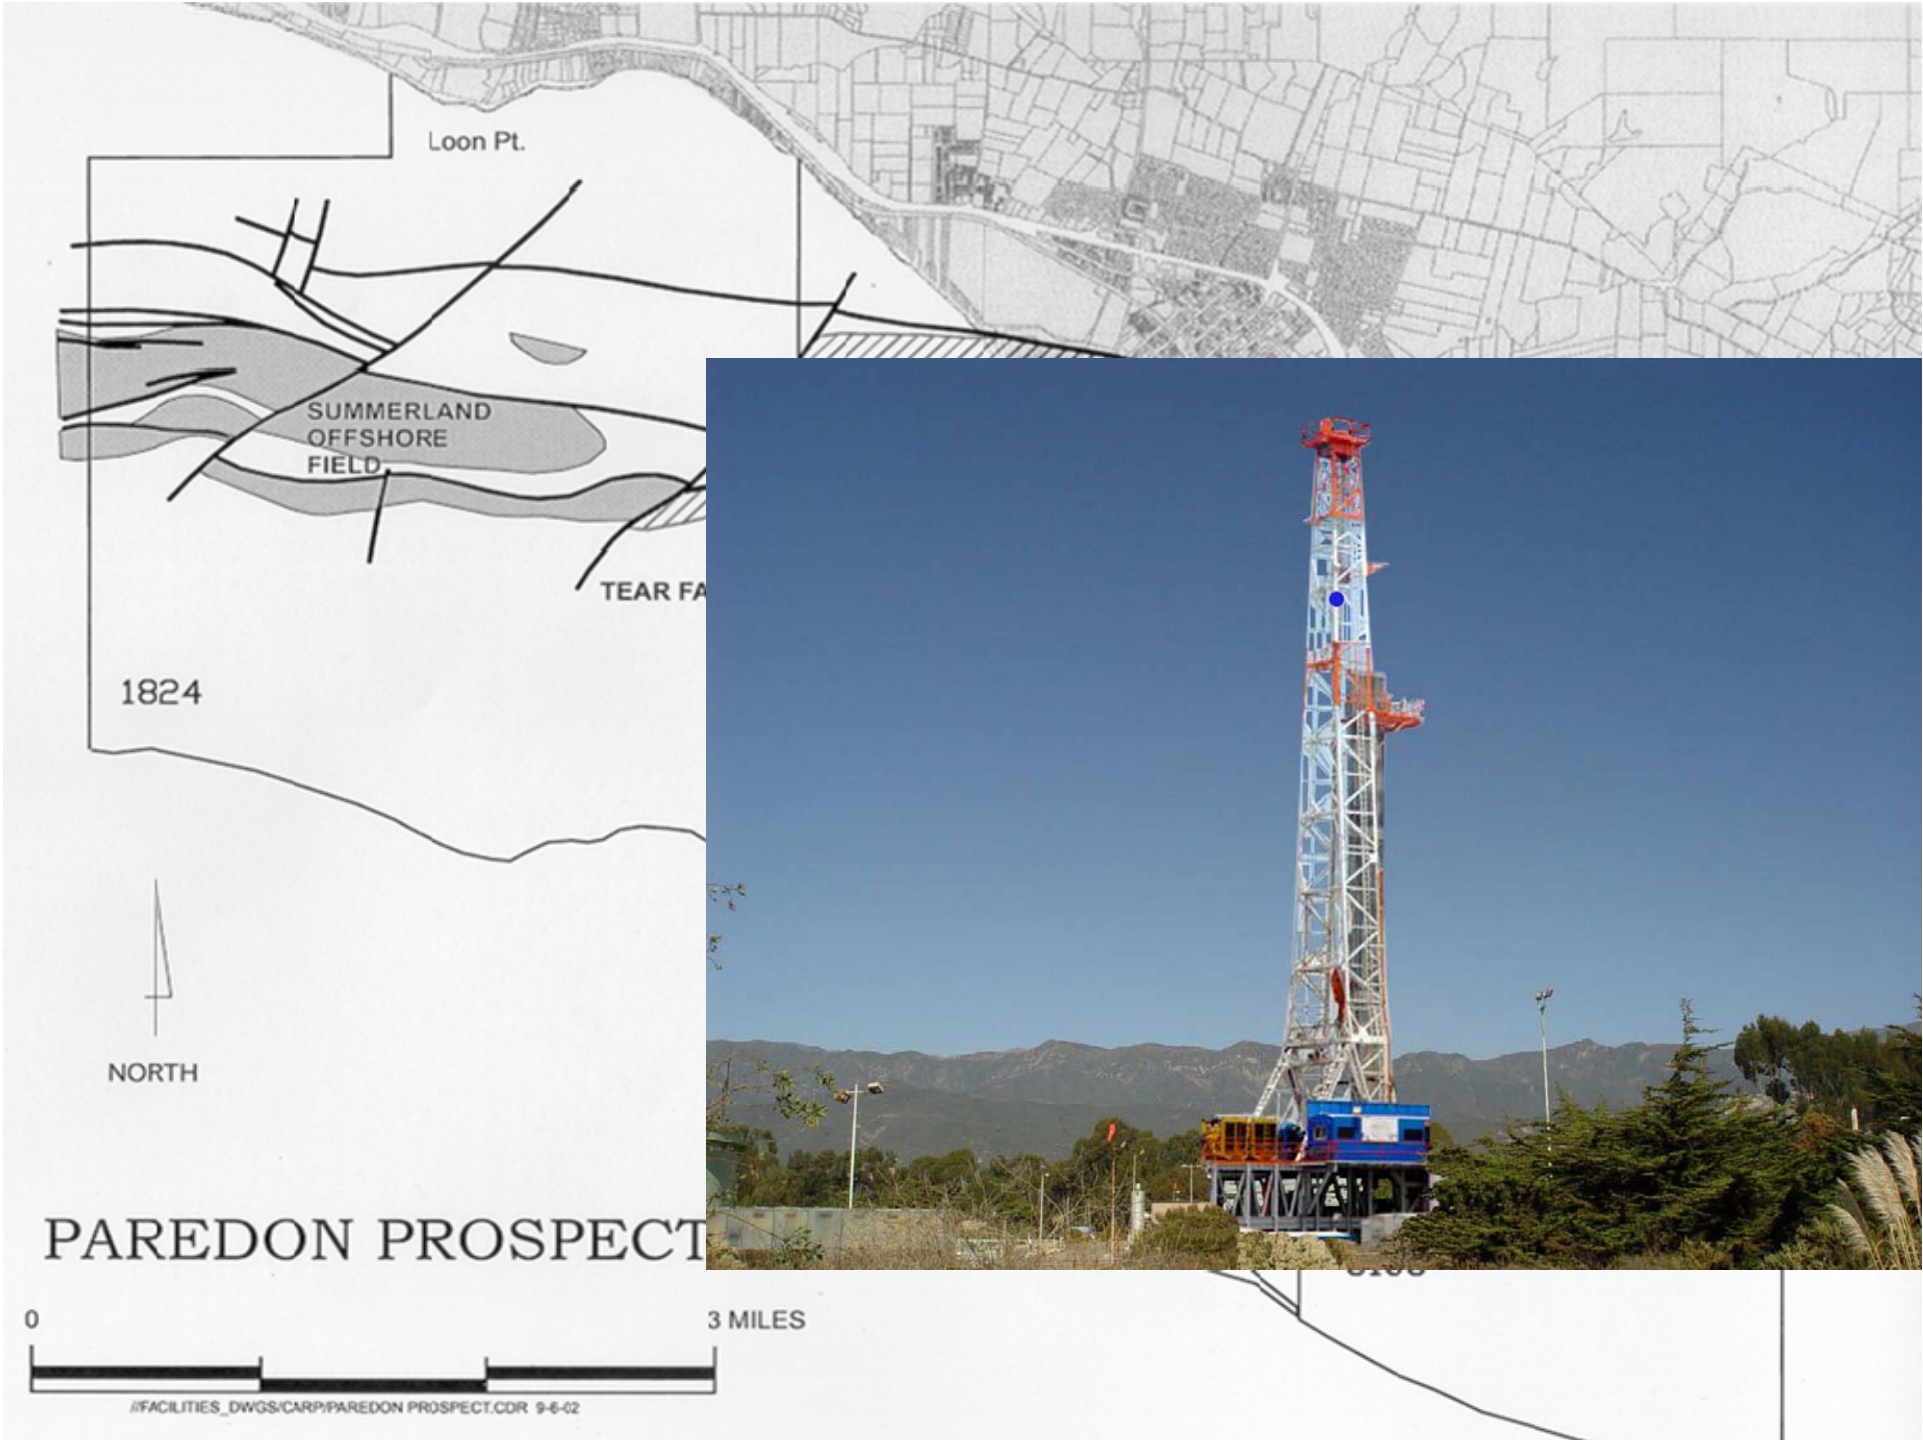 Loon Pt.
SUMMERLAND
OFFSHORE
FIELD
TEAR FA
1824
NORTH
PAREDON PROSPECT
0
3 MILES
//FACILITIES_DWGS/CARP/PAREDON PROSPECT.CDR 9-6-02